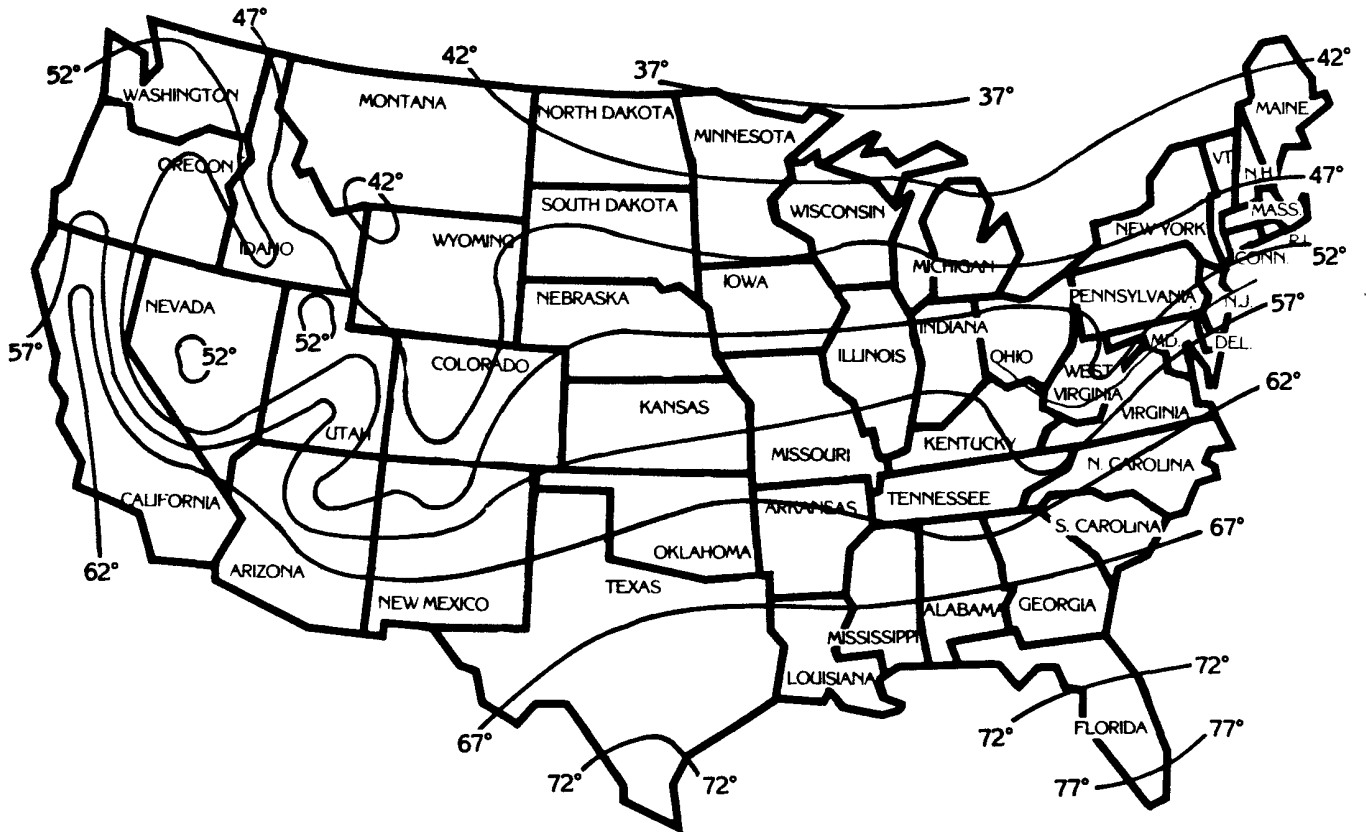 47°
42°
37°
42°
52°
37°
WASHINGTON
MONTANA
NORTH DAKOTA
MINNESOTA
MAINE
OREGON
VT.
N.H.
42°
47°
SOUTH DAKOTA
WISCONSIN
MASS.
IDAHO
WYOMING
NEW YORK
R.I.
MICHIGAN
CONN.
52°
NEVADA
IOWA
NEBRASKA
PENNSYLVANIA
N.J.
57°
INDIANA
57°
52°
52°
COLORADO
ILLINOIS
OHIO
MD.
DEL.
WEST
VIRGINIA
62°
KANSAS
VIRGINIA
UTAH
MISSOURI
KENTUCKY
N. CAROLINA
CALIFORNIA
ARKANSAS
TENNESSEE
S. CAROLINA
67°
62°
ARIZONA
OKLAHOMA
TEXAS
NEW MEXICO
ALABAMA
GEORGIA
MISSISSIPPI
LOUISIANA
72°
67°
72°
FLORIDA
77°
72°
72°
77°